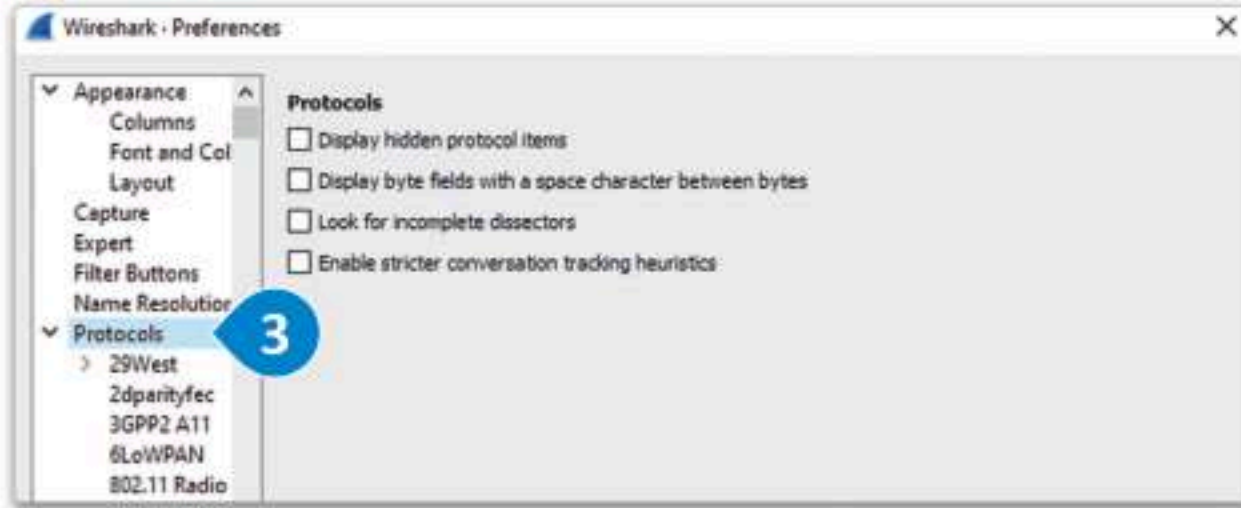 Wireshark · Preferences
Appearance
Columns
Font and Col
Layout
Capture
Expert
Filter Buttons
Name Resolution
Protocols
29West
2dparityfec
3GPP2 A11
6LoWPAN
802.11 Radio
3
Protocols
Display hidden protocol items
Display byte fields with a space character between bytes
Look for incomplete dissectors
Enable stricter conversation tracking heuristics